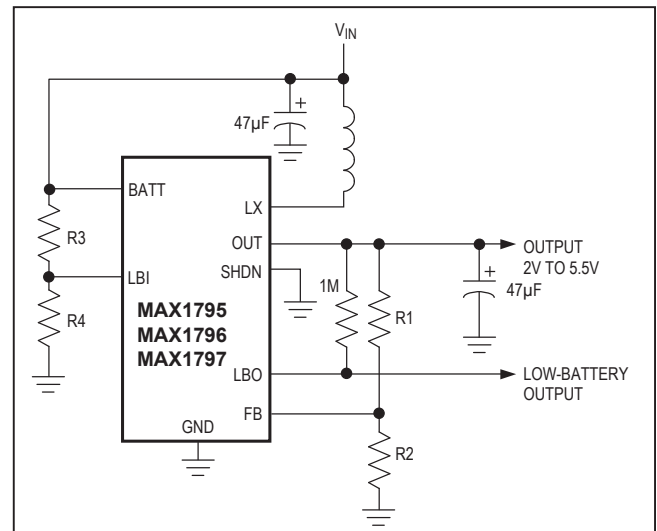 VIN
47µF
BATT
LX
R3
OUT
OUTPUT
2V TO 5.5V
SHDN
LBI
1M
R1
47µF
R4
MAX1795
MAX1796
MAX1797
LBO
LOW-BATTERY
OUTPUT
FB
GND
R2
+
+